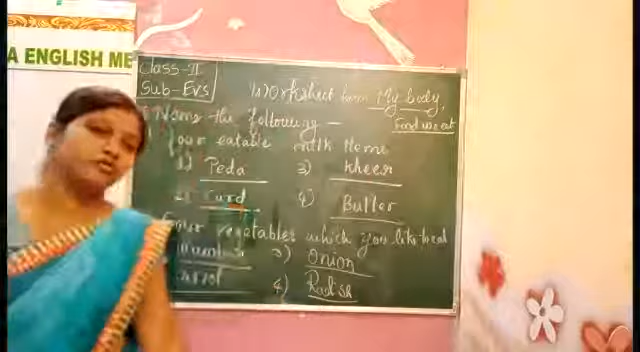 A ENGLISH ME
Class-II
Sub-Evs
Worksheet from My body,
Food we eat
Name the following -
Four eatable milk items
1) Peda 3) Kheer
2) Curd 4) Butter
Four vegetables which you like to eat
3) Onion
4) Radish